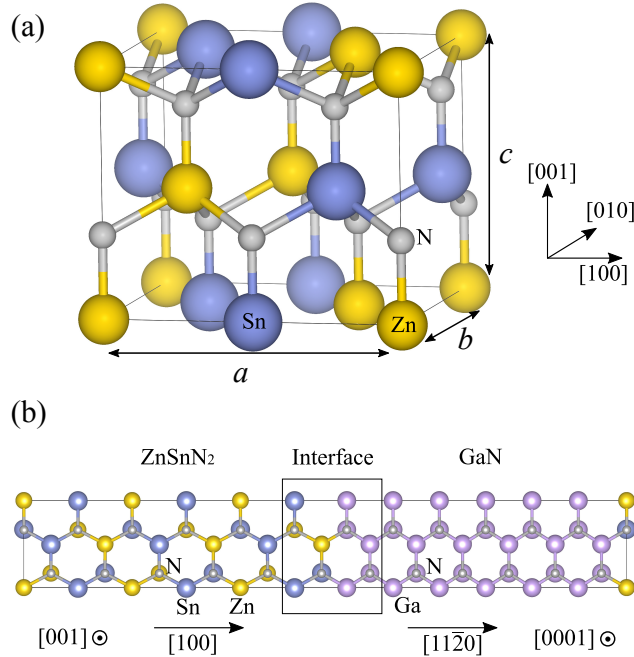 (a)
c
[001]
[010]
[100]
N
Sn
Zn
a
b
(b)
ZnSnN₂ Interface GaN
N N
Sn Zn Ga
[001]⊙ [100] [112̅0] [0001]⊙